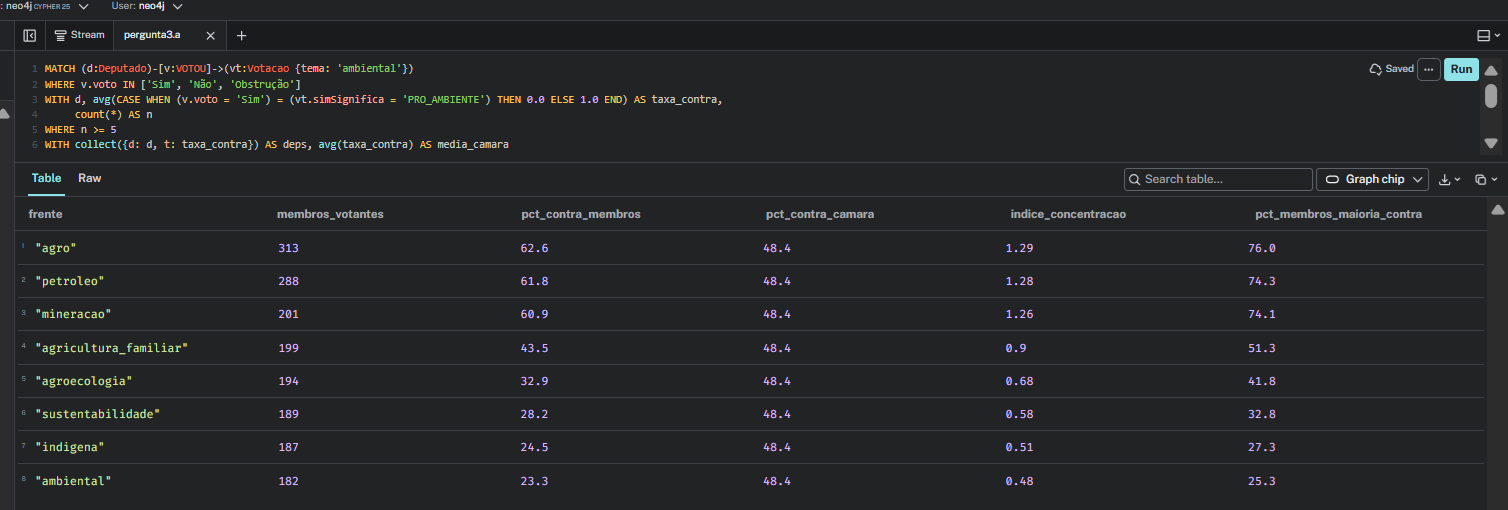 : neo4j CYPHER 25 User: neo4j
Stream pergunta3.a
1 MATCH (d:Deputado)-[v:VOTOU]->(vt:Votacao {tema: 'ambiental'})
2 WHERE v.voto IN ['Sim', 'Não', 'Obstrução']
3 WITH d, avg(CASE WHEN (v.voto = 'Sim') = (vt.simSignifica = 'PRO_AMBIENTE') THEN 0.0 ELSE 1.0 END) AS taxa_contra,
4 count(*) AS n
5 WHERE n >= 5
6 WITH collect({d: d, t: taxa_contra}) AS deps, avg(taxa_contra) AS media_camara
Saved ... Run
Table Raw
Search table... Graph chip
frente membros_votantes pct_contra_membros pct_contra_camara indice_concentracao pct_membros_maioria_contra
1 "agro" 313 62.6 48.4 1.29 76.0
2 "petroleo" 288 61.8 48.4 1.28 74.3
3 "mineracao" 201 60.9 48.4 1.26 74.1
4 "agricultura_familiar" 199 43.5 48.4 0.9 51.3
5 "agroecologia" 194 32.9 48.4 0.68 41.8
6 "sustentabilidade" 189 28.2 48.4 0.58 32.8
7 "indigena" 187 24.5 48.4 0.51 27.3
8 "ambiental" 182 23.3 48.4 0.48 25.3